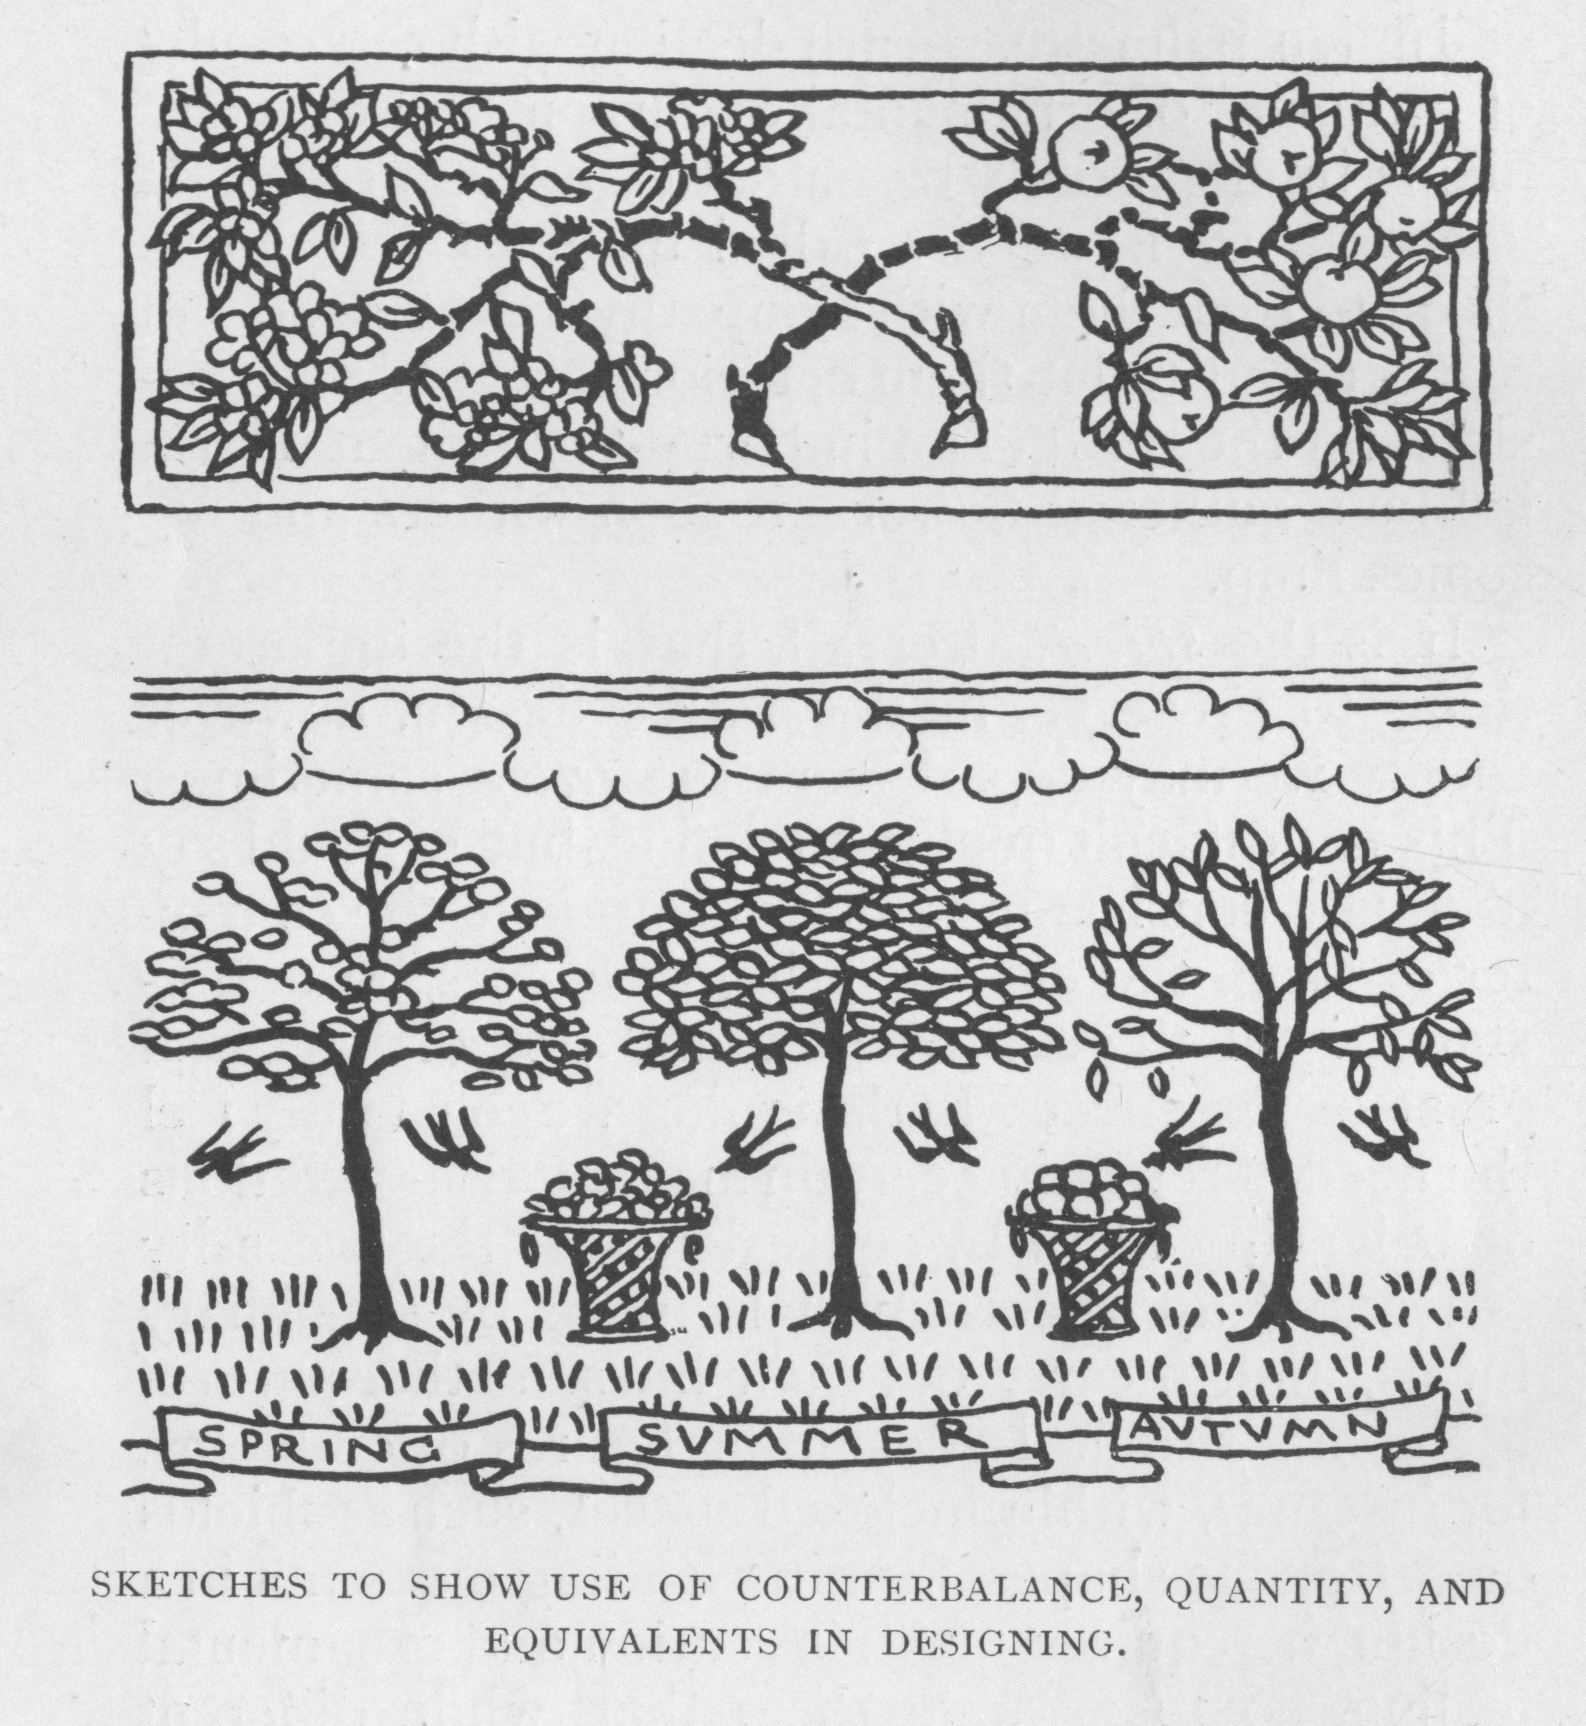 SPRING
SVMMER
AVTVMN
SKETCHES TO SHOW USE OF COUNTERBALANCE, QUANTITY, AND
EQUIVALENTS IN DESIGNING.